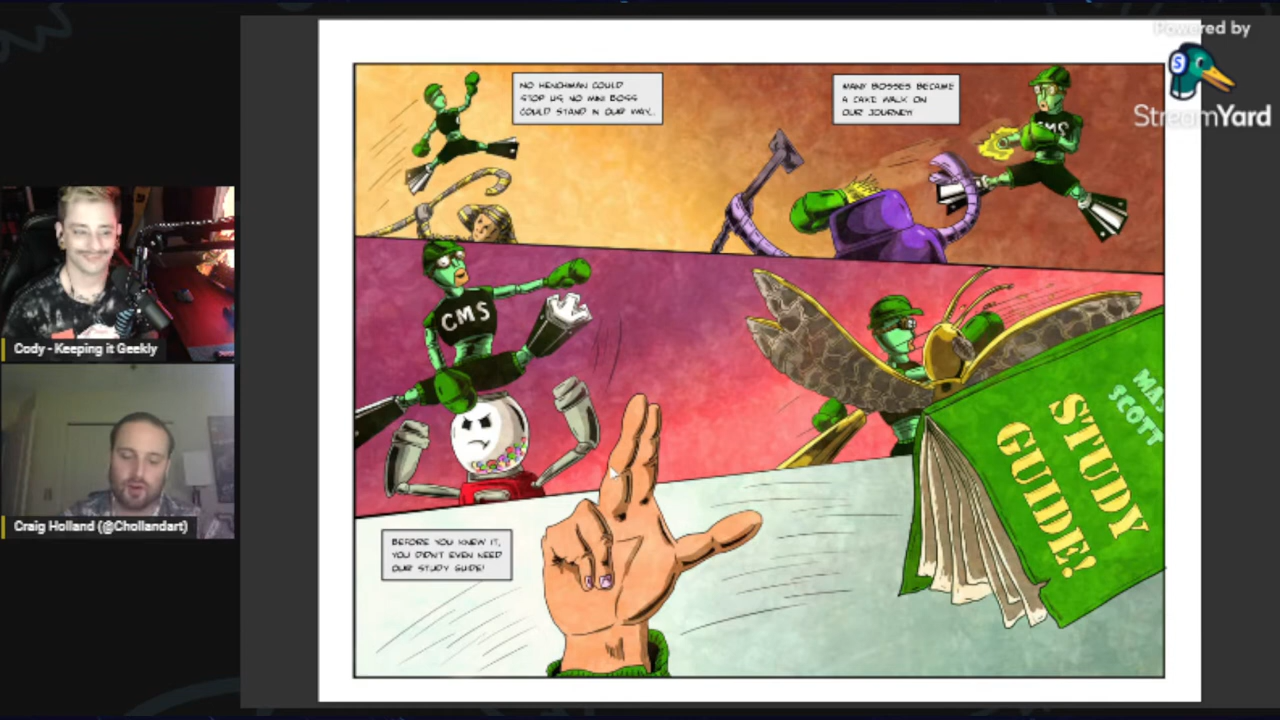 Powered by
StreamYard
NO HENCHMAN COULD
STOP US, NO MINI BOSS
COULD STAND N OUR WAY...
MANY BOSSES BECAME
A CAKE WALK ON
OUR JOURNEY!
CMS
CMS
MAS
SCOTT
STUDY
GUIDE!
BEFORE YOU KNEW IT,
YOU DIDN'T EVEN NEED
OUR STUDY GUIDE!
Cody - Keeping it Geekly
Craig Holland (@Chollandart)